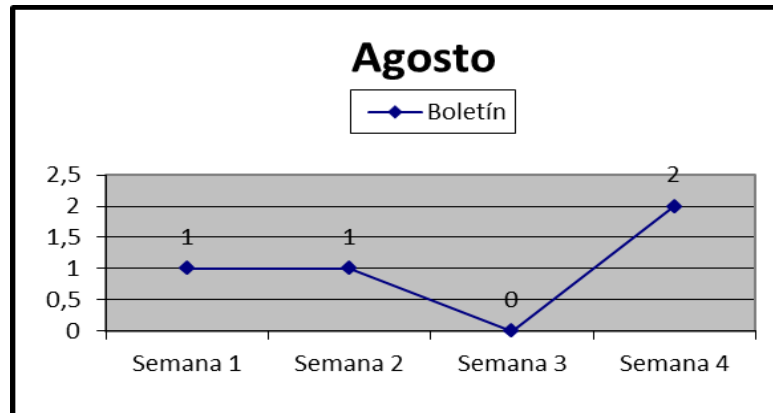 Agosto
Boletín
2,5
2
1,5
1
0,5
0
1
1
0
2
Semana 1
Semana 2
Semana 3
Semana 4